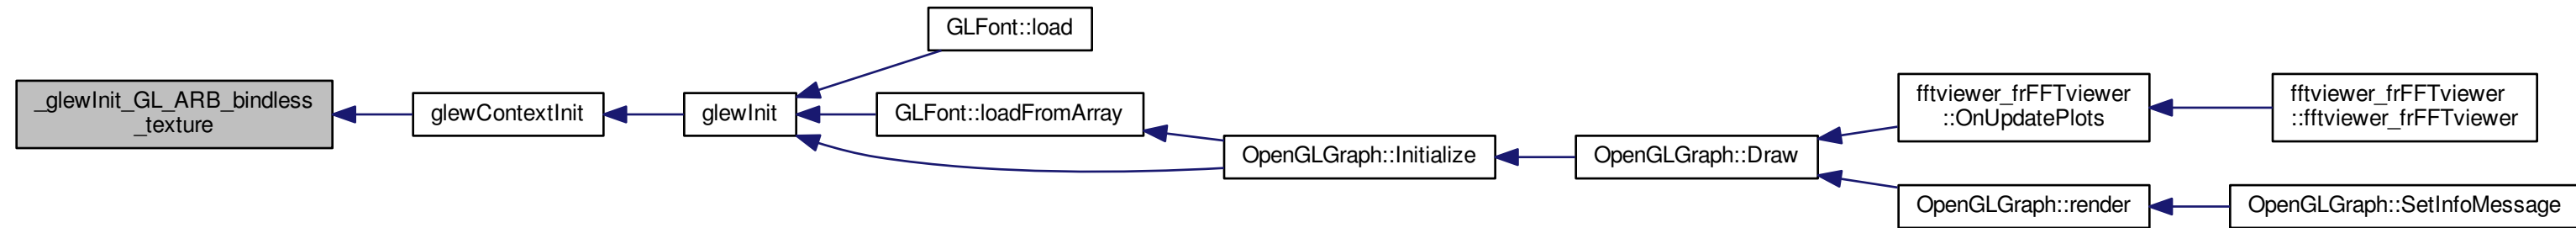 _glewInit_GL_ARB_bindless
_texture
glewContextInit
glewInit
GLFont::load
GLFont::loadFromArray
OpenGLGraph::Initialize
OpenGLGraph::Draw
fftviewer_frFFTviewer
::OnUpdatePlots
fftviewer_frFFTviewer
::fftviewer_frFFTviewer
OpenGLGraph::render
OpenGLGraph::SetInfoMessage